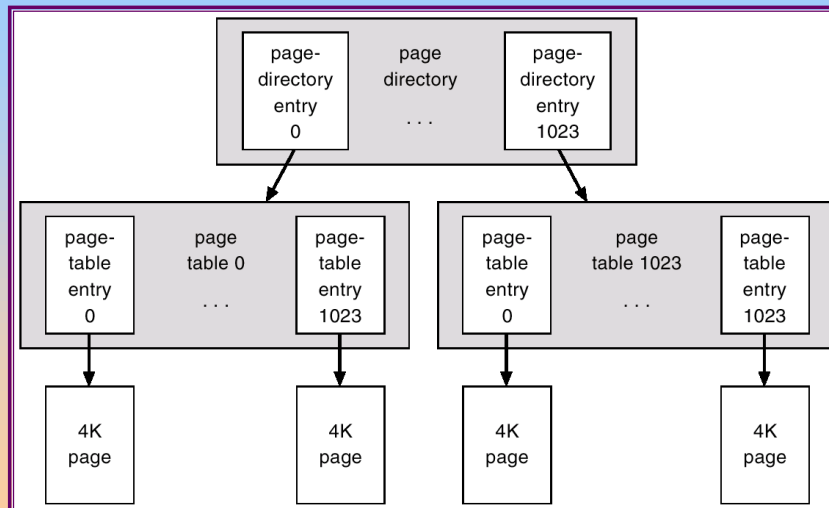 page-
directory
entry
0
page
directory
. . .
page-
directory
entry
1023
page-
table
entry
0
page
table 0
. . .
page-
table
entry
1023
page-
table
entry
0
page
table 1023
. . .
page-
table
entry
1023
4K
page
4K
page
4K
page
4K
page